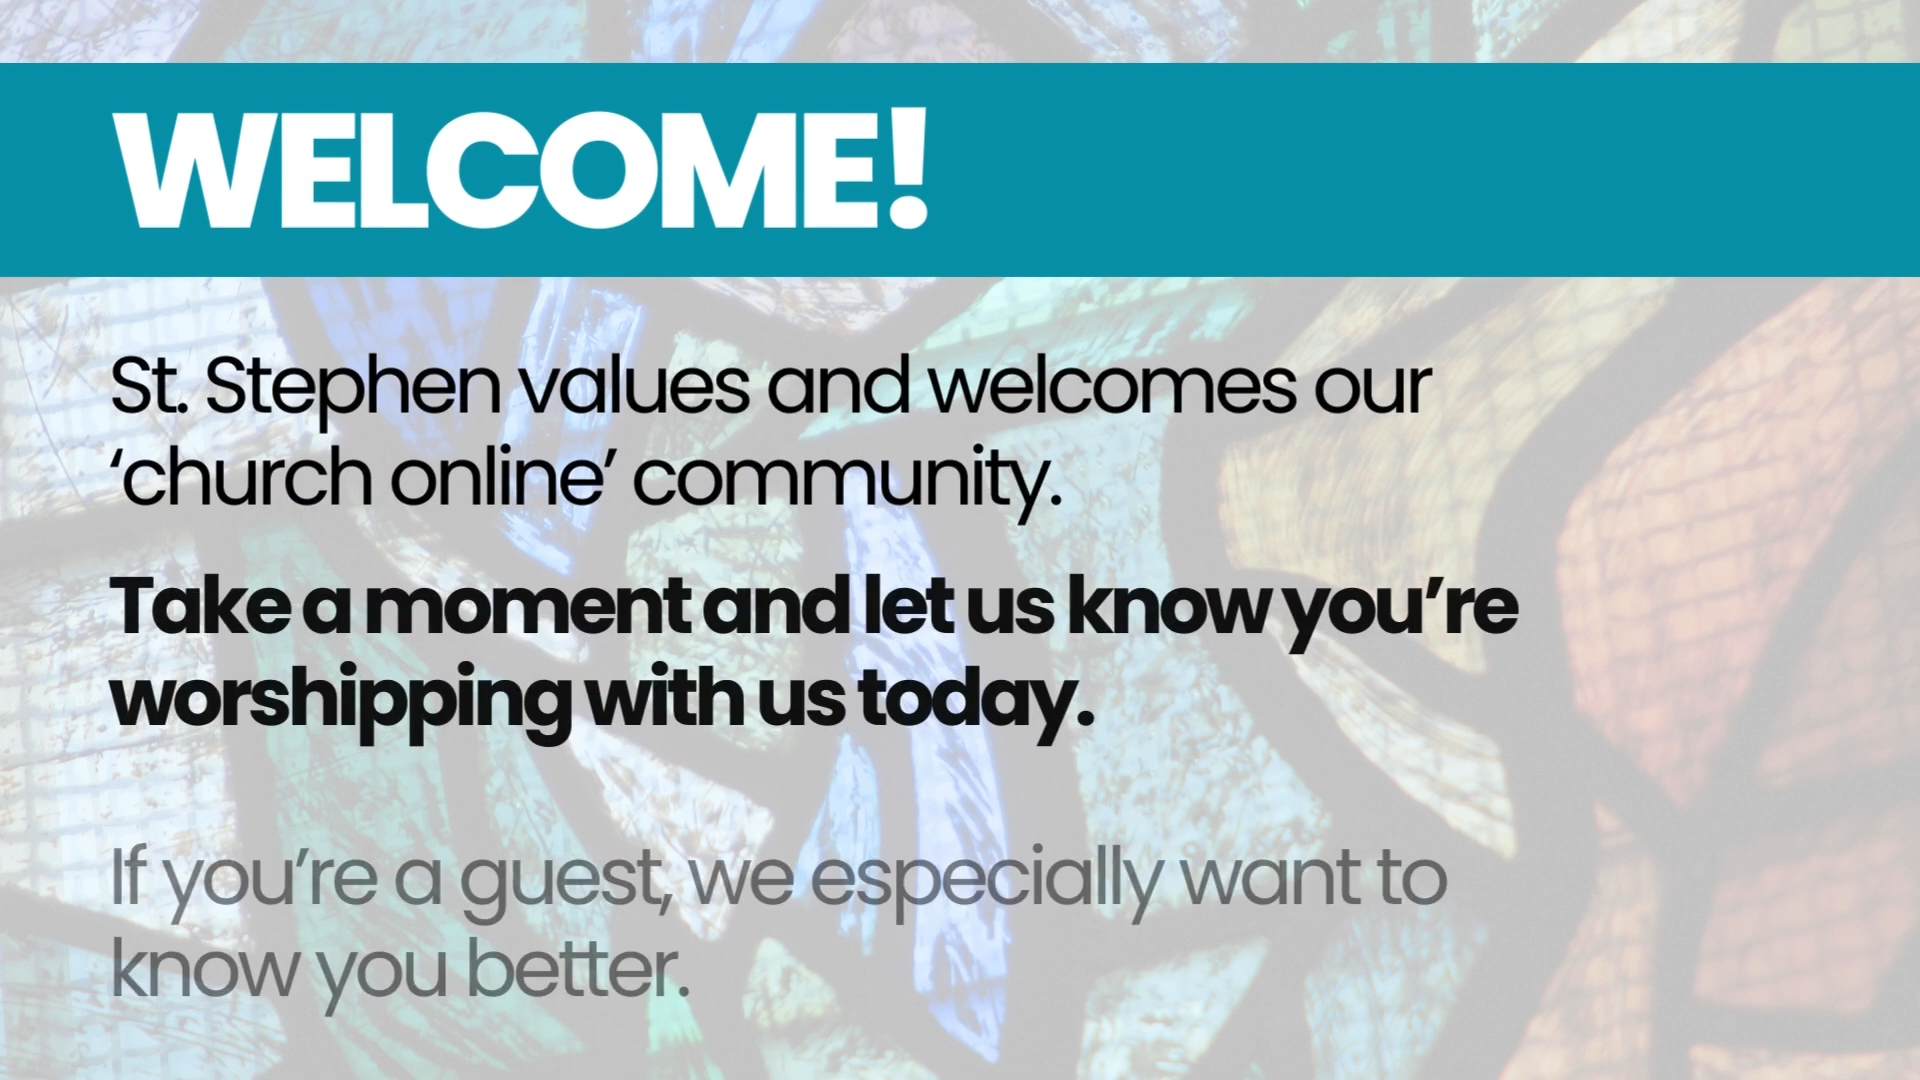 WELCOME!
St. Stephen values and welcomes our
‘church online’ community.
Take a moment and let us know you’re
worshipping with us today.
If you’re a guest, we especially want to
know you better.